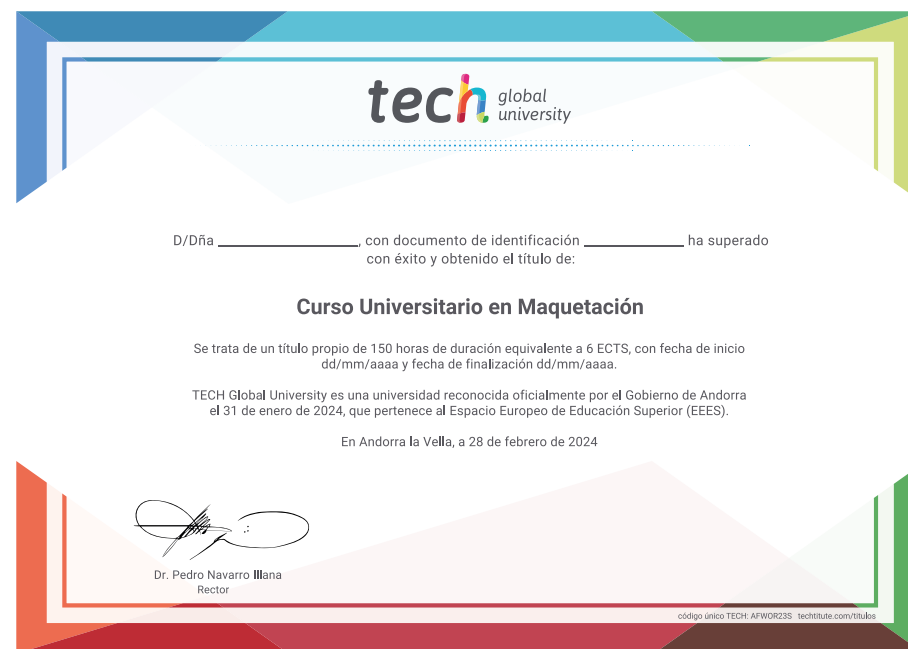 tech global university
D/Dña ____________________, con documento de identificación ______________ ha superado
con éxito y obtenido el título de:
Curso Universitario en Maquetación
Se trata de un título propio de 150 horas de duración equivalente a 6 ECTS, con fecha de inicio
dd/mm/aaaa y fecha de finalización dd/mm/aaaa.
TECH Global University es una universidad reconocida oficialmente por el Gobierno de Andorra
el 31 de enero de 2024, que pertenece al Espacio Europeo de Educación Superior (EEES).
En Andorra la Vella, a 28 de febrero de 2024
Dr. Pedro Navarro Illana
Rector
código único TECH: AFWOR23S techtitute.com/titulos